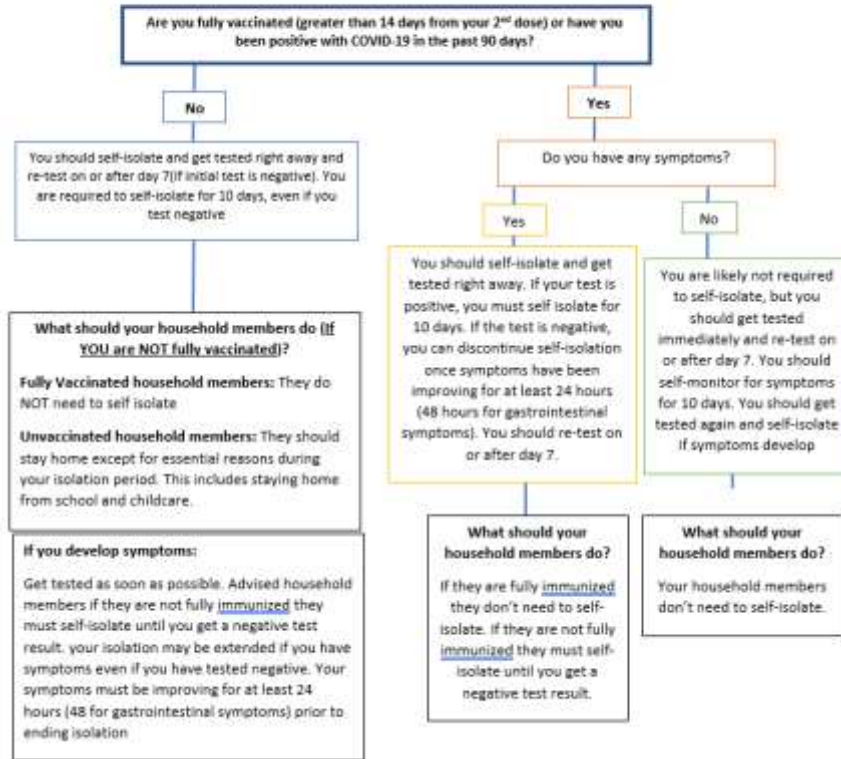 Are you fully vaccinated (greater than 14 days from your 2nd dose) or have you
been positive with COVID-19 in the past 90 days?
No
You should self-isolate and get tested right away and
re-test on or after day 7(if initial test is negative). You
are required to self-isolate for 10 days, even if you
test negative
What should your household members do (If
YOU are NOT fully vaccinated)?
Fully Vaccinated household members: They do
NOT need to self isolate
Unvaccinated household members: They should
stay home except for essential reasons during
your isolation period. This includes staying home
from school and childcare.
If you develop symptoms:
Get tested as soon as possible. Advised household
members if they are not fully immunized they
must self-isolate until you get a negative test
result. your isolation may be extended if you have
symptoms even if you have tested negative. Your
symptoms must be improving for at least 24
hours (48 for gastrointestinal symptoms) prior to
ending isolation
Yes
Do you have any symptoms?
Yes
You should self-isolate and get
tested right away. If your test is
positive, you must self isolate for
10 days. If the test is negative,
you can discontinue self-isolation
once symptoms have been
improving for at least 24 hours
(48 hours for gastrointestinal
symptoms). You should re-test on
or after day 7.
What should your
household members do?
If they are fully immunized
they don't need to self-
isolate. If they are not fully
immunized they must self-
isolate until you get a
negative test result.
No
You are likely not required
to self-isolate, but you
should get tested
immediately and re-test on
or after day 7. You should
self-monitor for symptoms
for 10 days. You should get
tested again and self-isolate
if symptoms develop
What should your
household members do?
Your household members
don't need to self-isolate.